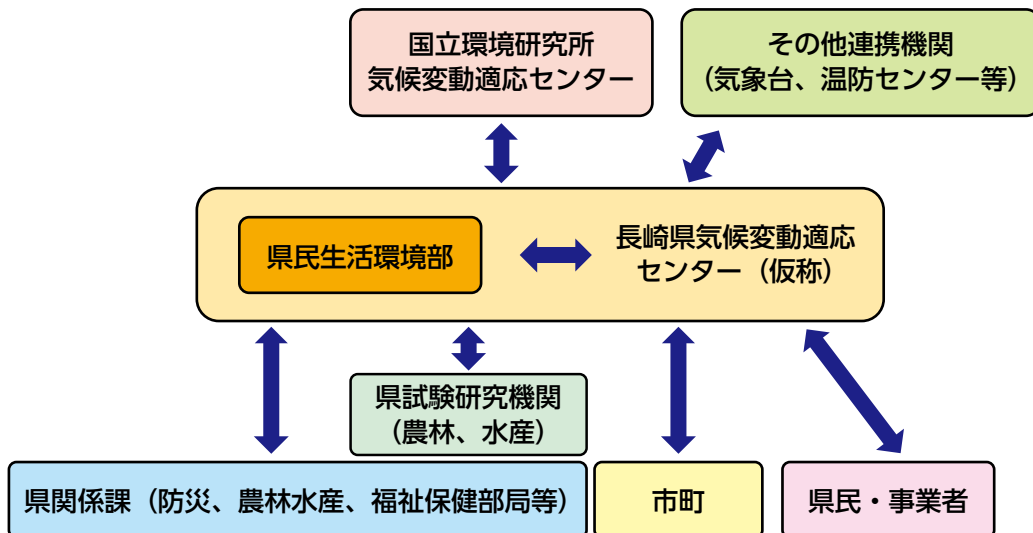 国立環境研究所
気候変動適応センター
その他連携機関
（気象台、温防センター等）
県民生活環境部
長崎県気候変動適応
センター（仮称）
県試験研究機関
（農林、水産）
県関係課（防災、農林水産、福祉保健部局等）
市町
県民・事業者